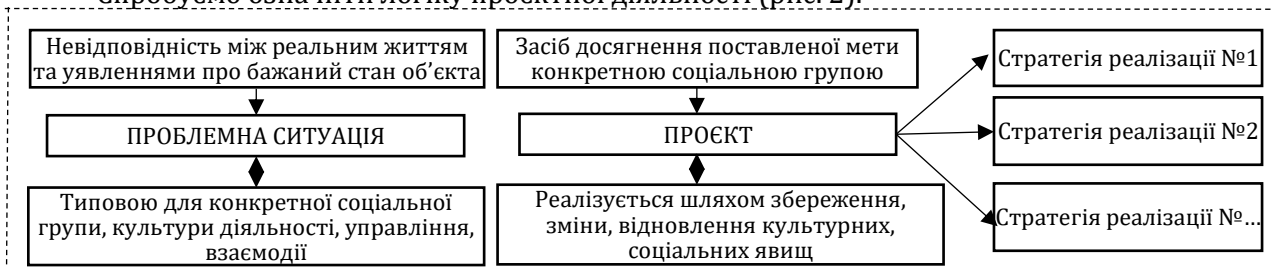 (рис. 2).
Невідповідність між реальним життям
та уявленнями про бажаний стан об’єкта
ПРОБЛЕМНА СИТУАЦІЯ
Типовою для конкретної соціальної
групи, культури діяльності, управління,
взаємодії
Засіб досягнення поставленої мети
конкретною соціальною групою
ПРОЄКТ
Реалізується шляхом збереження,
зміни, відновлення культурних,
соціальних явищ
Стратегія реалізації №1
Стратегія реалізації №2
Стратегія реалізації №...